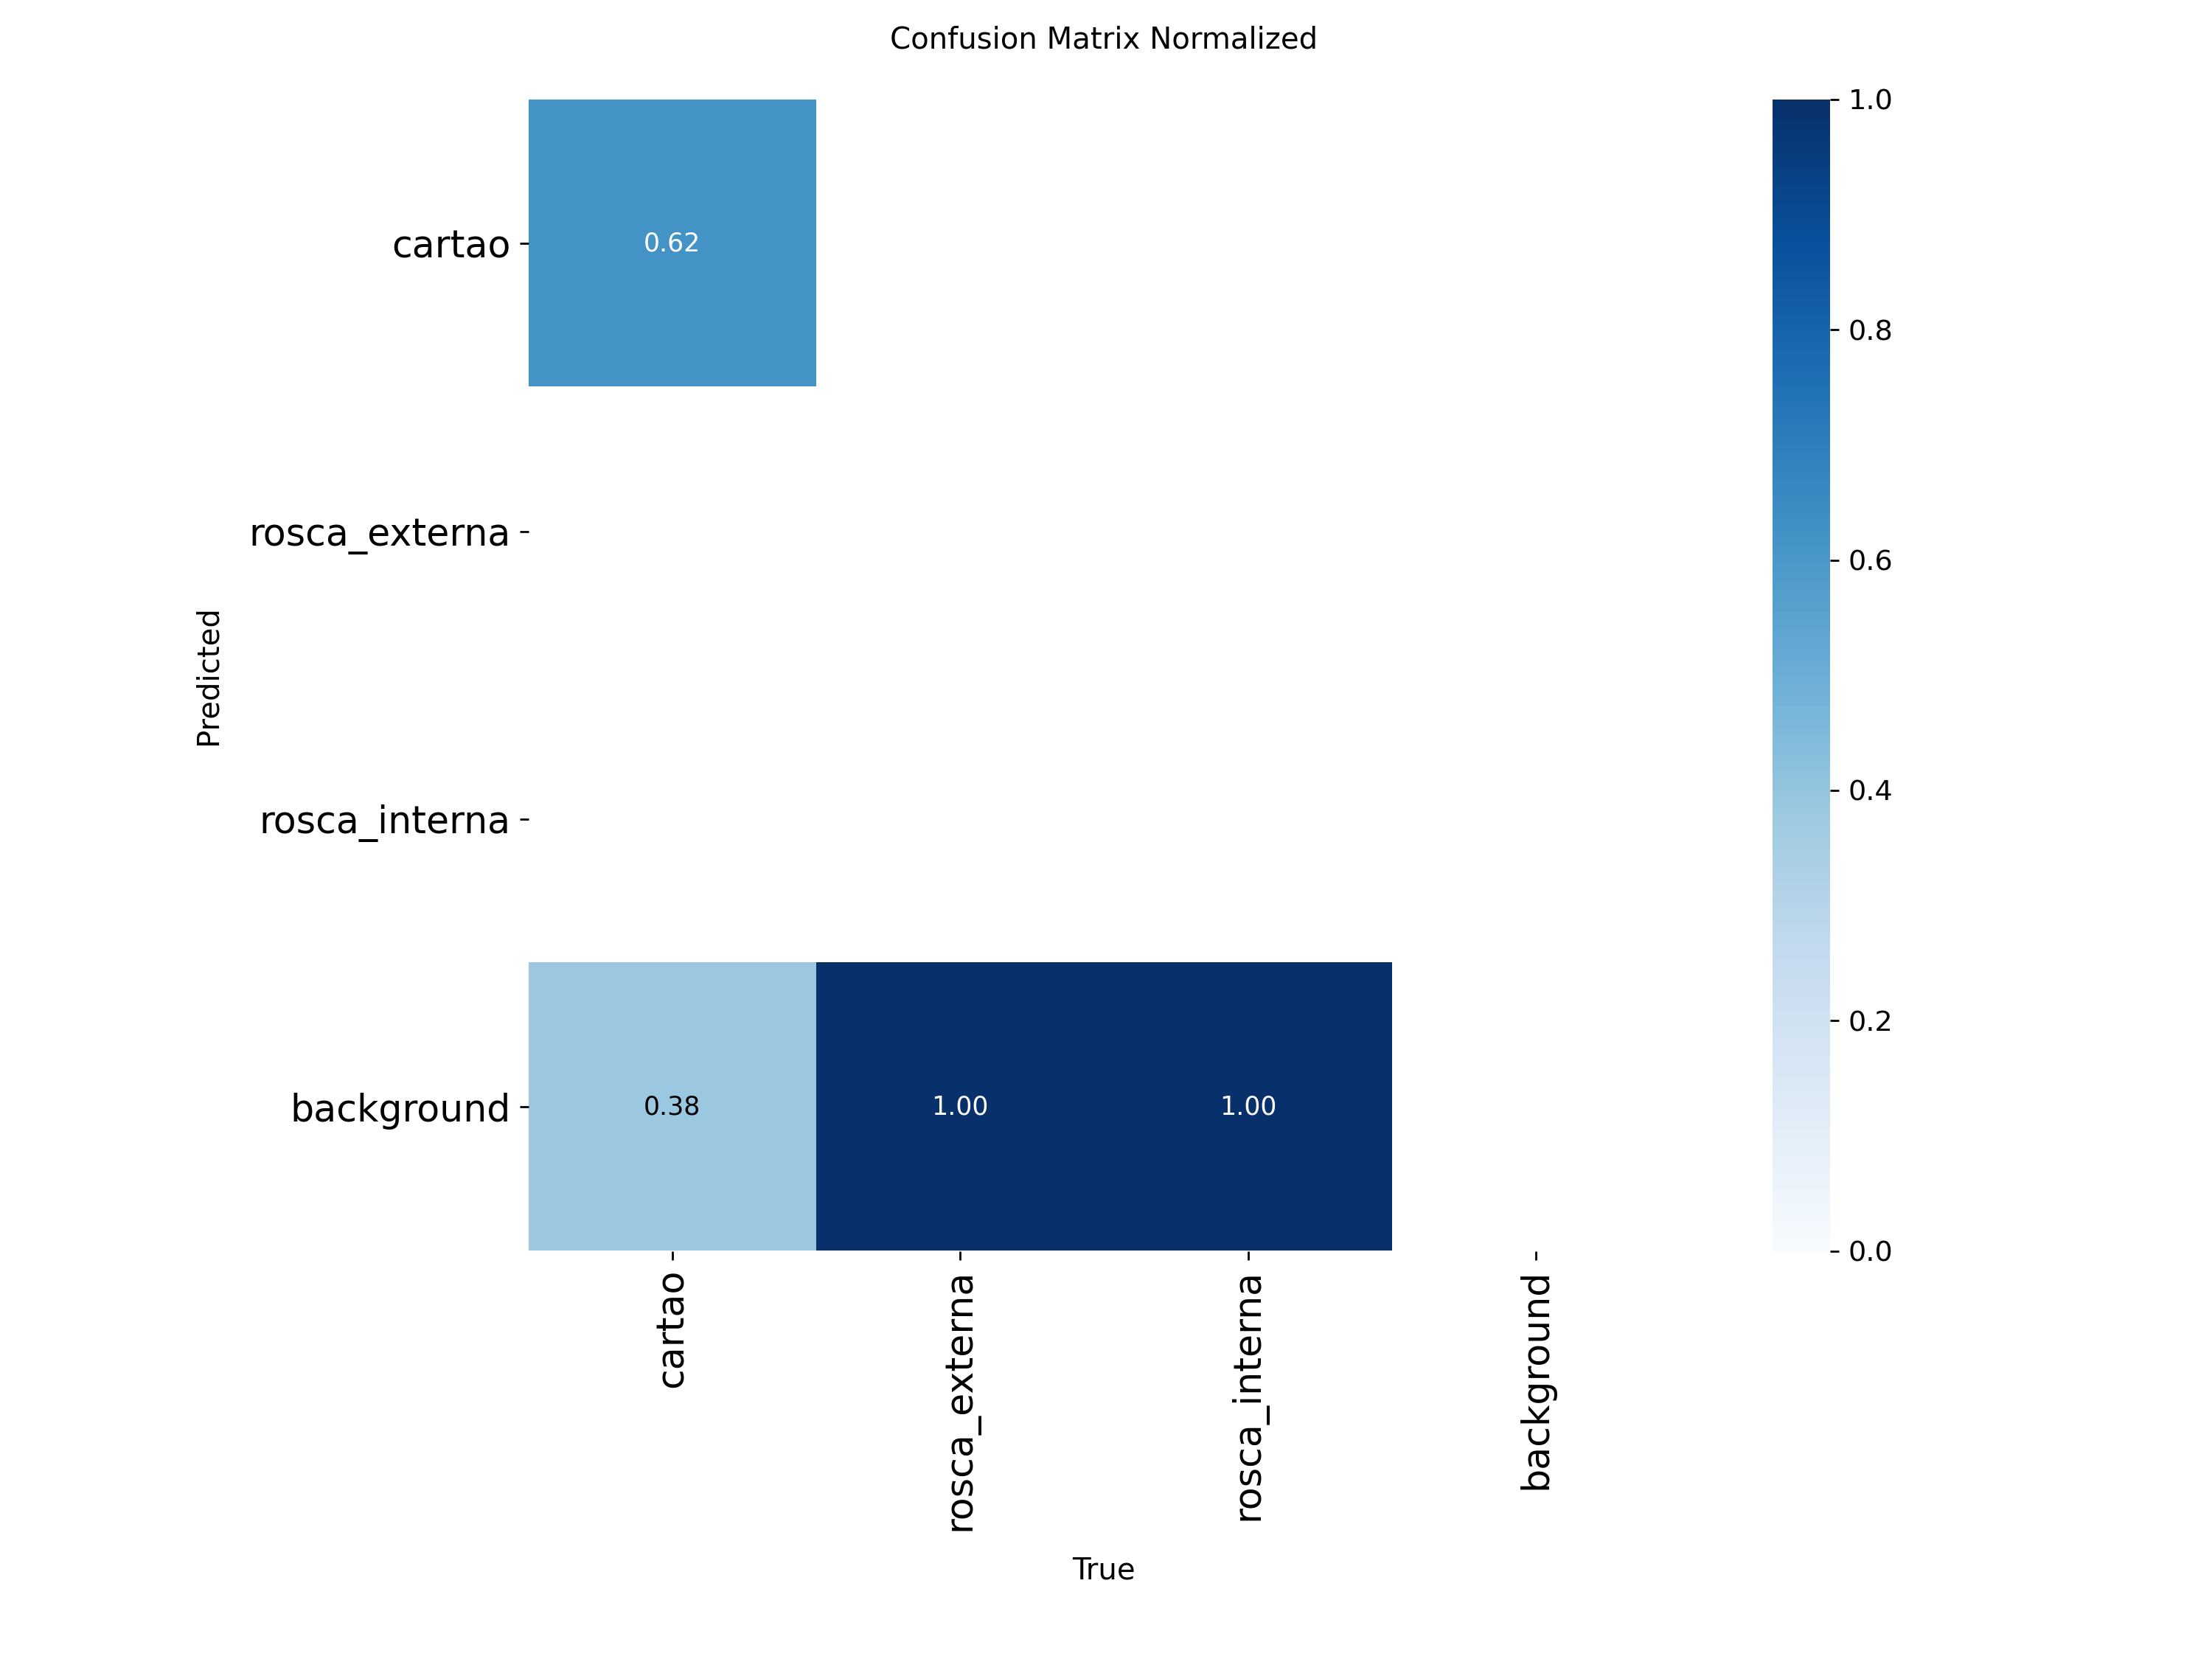 Confusion Matrix Normalized
1.0
cartao
0.62
0.8
rosca_externa
0.6
Predicted
rosca_interna
0.4
background
0.38
1.00
1.00
0.2
0.0
cartao
rosca_externa
rosca_interna
background
True